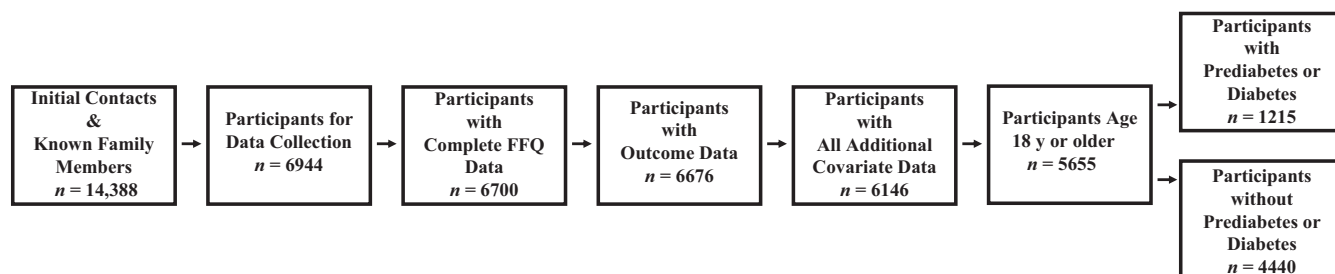 Initial Contacts
&
Known Family
Members
n = 14,388
Participants for
Data Collection
n = 6944
Participants
with
Complete FFQ
Data
n = 6700
Participants
with
Outcome Data
n = 6676
Participants
with
All Additional
Covariate Data
n = 6146
Participants Age
18 y or older
n = 5655
Participants
with
Prediabetes or
Diabetes
n = 1215
Participants
without
Prediabetes or
Diabetes
n = 4440